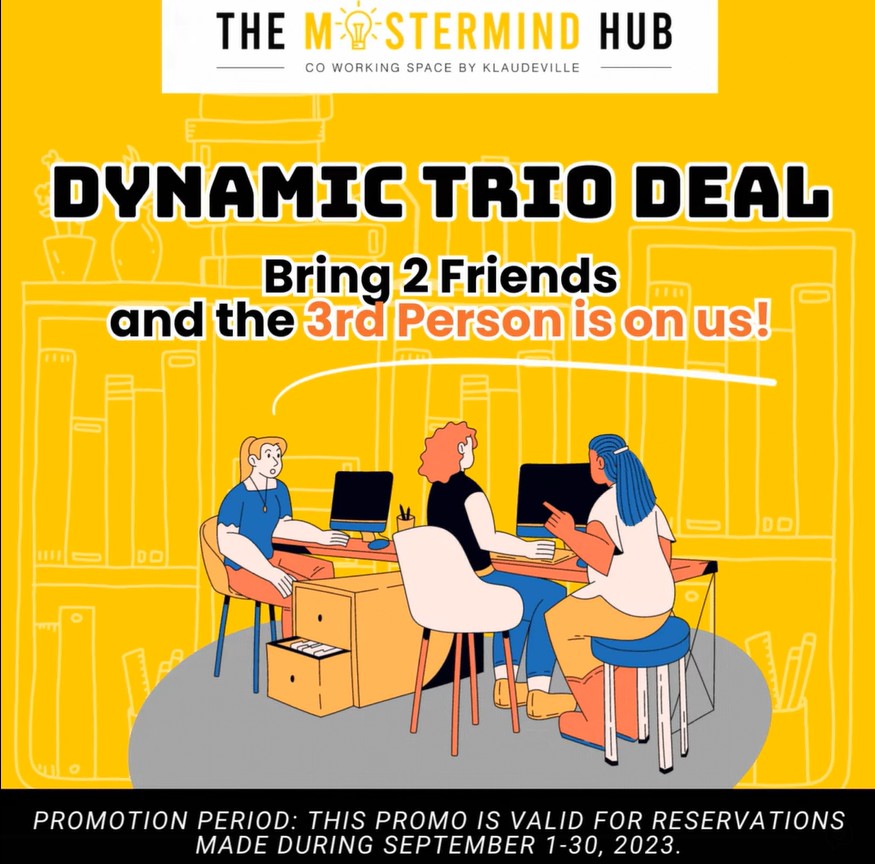 THE MASTERMIND HUB
CO WORKING SPACE BY KLAUDEVILLE
DYNAMIC TRIO DEAL
Bring 2 Friends
and the 3rd Person is on us!
PROMOTION PERIOD: THIS PROMO IS VALID FOR RESERVATIONS
MADE DURING SEPTEMBER 1-30, 2023.